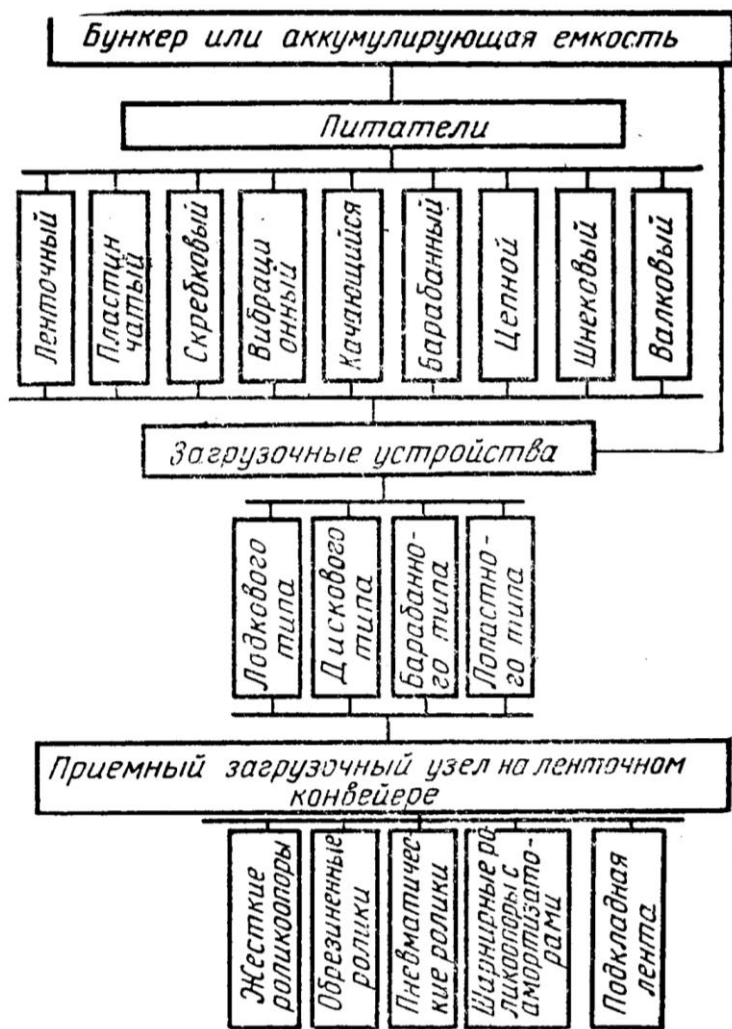 Бункер или аккумулирующая емкость
Питатели
Ленточный
Пластин
чатый
Скребковый
Вибраци
онный
Качающийся
Барабанный
Цепной
Шнековый
Валковый
Загрузочные устройства
Лодкового
типа
Дискового
типа
Барабанно-
го типа
Лопастно-
го типа
Приемный загрузочный узел на ленточном
конвейере
Жесткие
роликоопоры
Обрезиненные
ролики
Пневматичес-
кие ролики
Шарнирные ро-
ликоопоры с
амортизато-
рами
Подкладная
лента